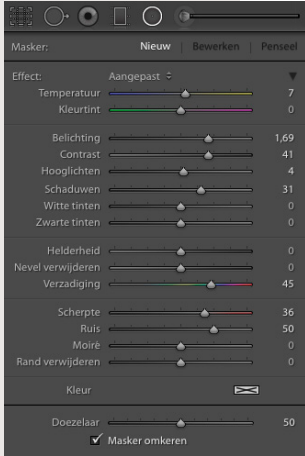 Masker: Nieuw | Bewerken | Penseel
Effect: Aangepast
Temperatuur 7
Kleurtint 0
Belichting 1,69
Contrast 41
Hooglichten 4
Schaduwen 31
Witte tinten 0
Zwarte tinten 0
Helderheid 0
Nevel verwijderen 0
Verzadiging 45
Scherpte 36
Ruis 50
Moirè 0
Rand verwijderen 0
Kleur
Doezelaar 50
Masker omkeren